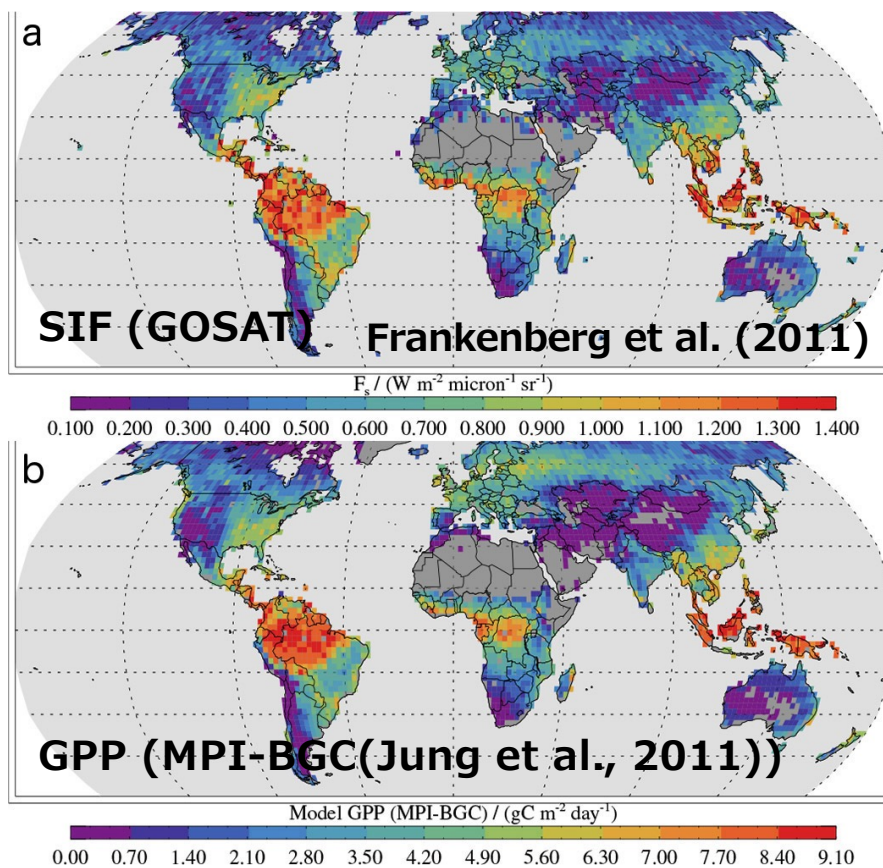 a
SIF (GOSAT)
Frankenberg et al. (2011)
F_s / (W m⁻² micron⁻¹ sr⁻¹)
0.100 0.200 0.300 0.400 0.500 0.600 0.700 0.800 0.900 1.000 1.100 1.200 1.300 1.400
b
GPP (MPI-BGC(Jung et al., 2011))
Model GPP (MPI-BGC) / (gC m⁻² day⁻¹)
0.00 0.70 1.40 2.10 2.80 3.50 4.20 4.90 5.60 6.30 7.00 7.70 8.40 9.10